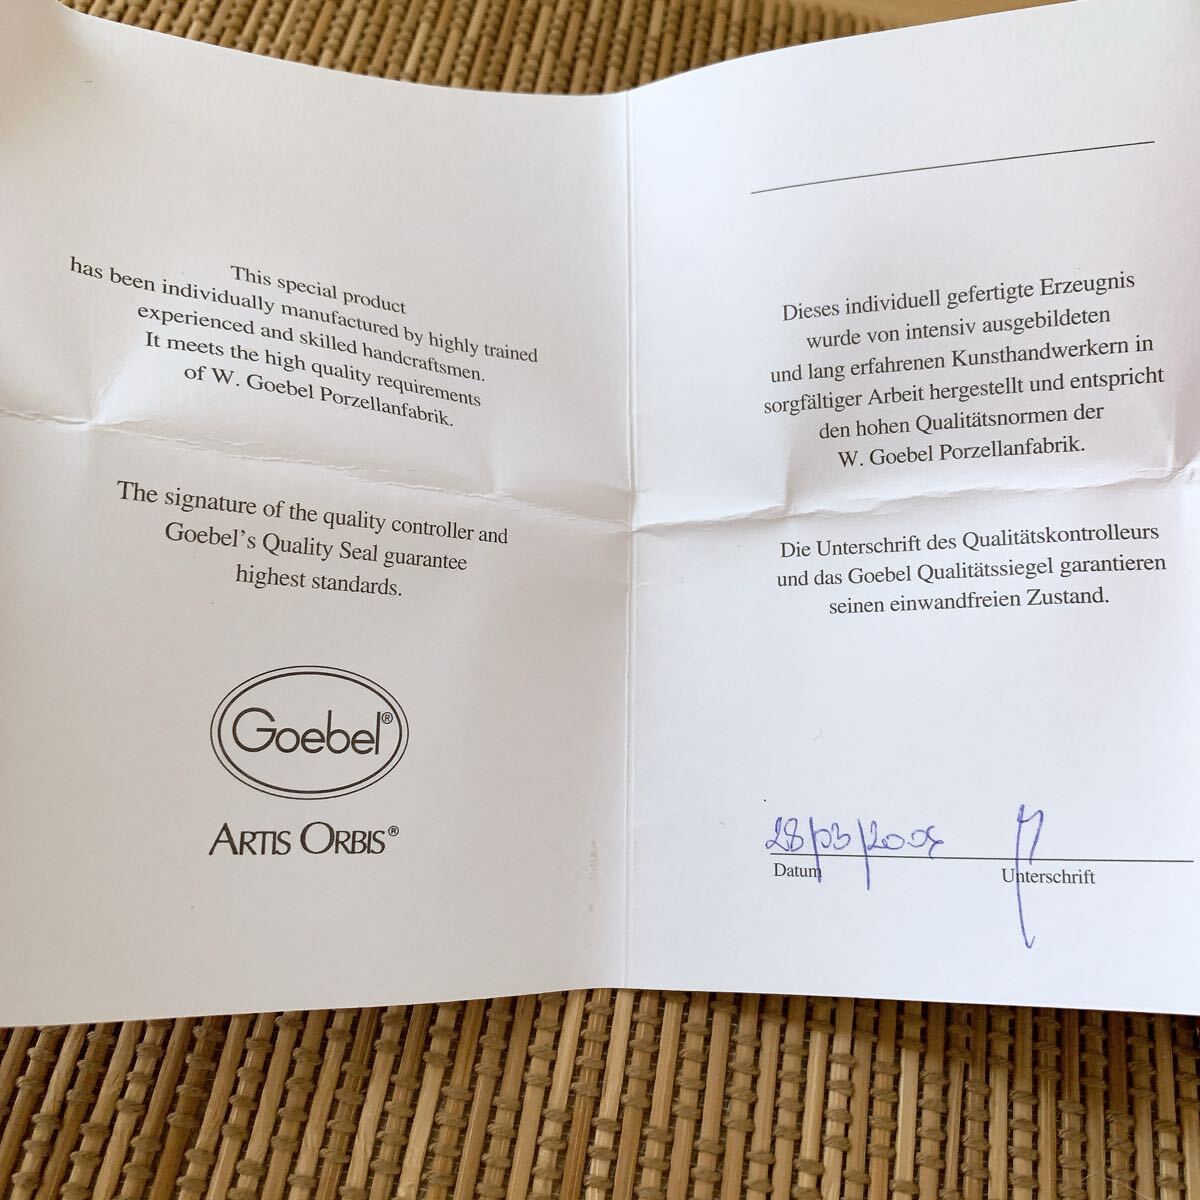 This special product
has been individually manufactured by highly trained
experienced and skilled handcraftsmen.
It meets the high quality requirements
of W. Goebel Porzellanfabrik.
The signature of the quality controller and
Goebel's Quality Seal guarantee
highest standards.
Goebel®
ARTIS ORBIS®
Dieses individuell gefertigte Erzeugnis
wurde von intensiv ausgebildeten
und lang erfahrenen Kunsthandwerkern in
sorgfältiger Arbeit hergestellt und entspricht
den hohen Qualitätsnormen der
W. Goebel Porzellanfabrik.
Die Unterschrift des Qualitätskontrolleurs
und das Goebel Qualitätssiegel garantieren
seinen einwandfreien Zustand.
Datum Unterschrift